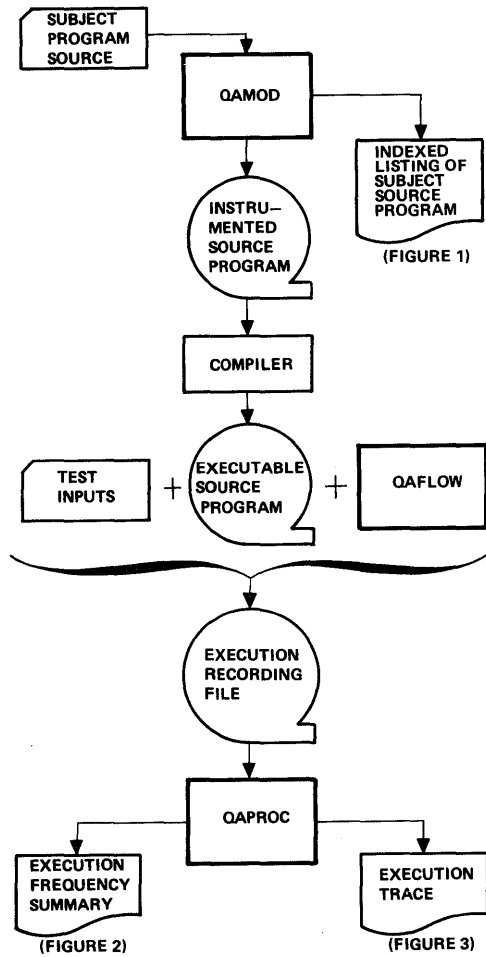 SUBJECT
PROGRAM
SOURCE
QAMOD
INDEXED
LISTING OF
SUBJECT
SOURCE
PROGRAM
(FIGURE 1)
INSTRU–
MENTED
SOURCE
PROGRAM
COMPILER
TEST
INPUTS
+
EXECUTABLE
SOURCE
PROGRAM
+
QAFLOW
EXECUTION
RECORDING
FILE
QAPROC
EXECUTION
FREQUENCY
SUMMARY
(FIGURE 2)
EXECUTION
TRACE
(FIGURE 3)